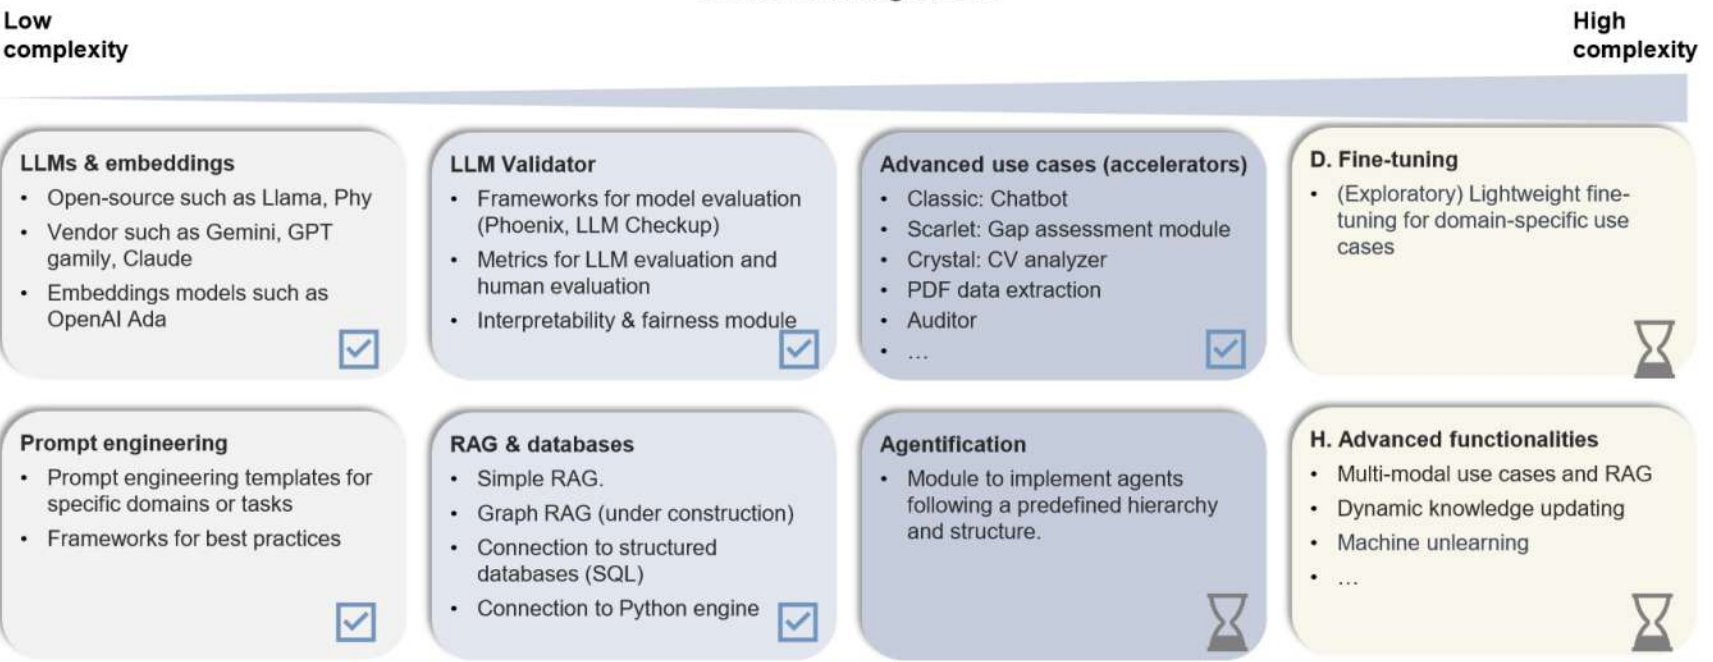 Low
complexity
High
complexity
LLMs & embeddings
• Open-source such as Llama, Phy
• Vendor such as Gemini, GPT
gamily, Claude
• Embeddings models such as
OpenAI Ada
LLM Validator
• Frameworks for model evaluation
(Phoenix, LLM Checkup)
• Metrics for LLM evaluation and
human evaluation
• Interpretability & fairness module
Advanced use cases (accelerators)
• Classic: Chatbot
• Scarlet: Gap assessment module
• Crystal: CV analyzer
• PDF data extraction
• Auditor
• …
D. Fine-tuning
• (Exploratory) Lightweight fine-
tuning for domain-specific use
cases
Prompt engineering
• Prompt engineering templates for
specific domains or tasks
• Frameworks for best practices
RAG & databases
• Simple RAG.
• Graph RAG (under construction)
• Connection to structured
databases (SQL)
• Connection to Python engine
Agentification
• Module to implement agents
following a predefined hierarchy
and structure.
H. Advanced functionalities
• Multi-modal use cases and RAG
• Dynamic knowledge updating
• Machine unlearning
• …